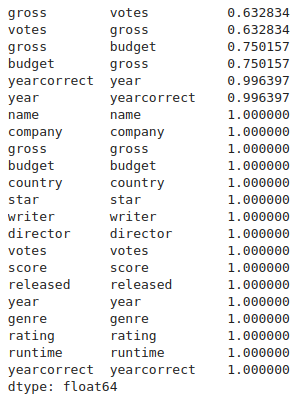 gross       votes          0.632834
votes       gross          0.632834
gross       budget         0.750157
budget      gross          0.750157
yearcorrect year           0.996397
year        yearcorrect    0.996397
name        name           1.000000
company     company        1.000000
gross       gross          1.000000
budget      budget         1.000000
country     country        1.000000
star        star           1.000000
writer      writer         1.000000
director    director       1.000000
votes       votes          1.000000
score       score          1.000000
released    released       1.000000
year        year           1.000000
genre       genre          1.000000
rating      rating         1.000000
runtime     runtime        1.000000
yearcorrect yearcorrect    1.000000
dtype: float64